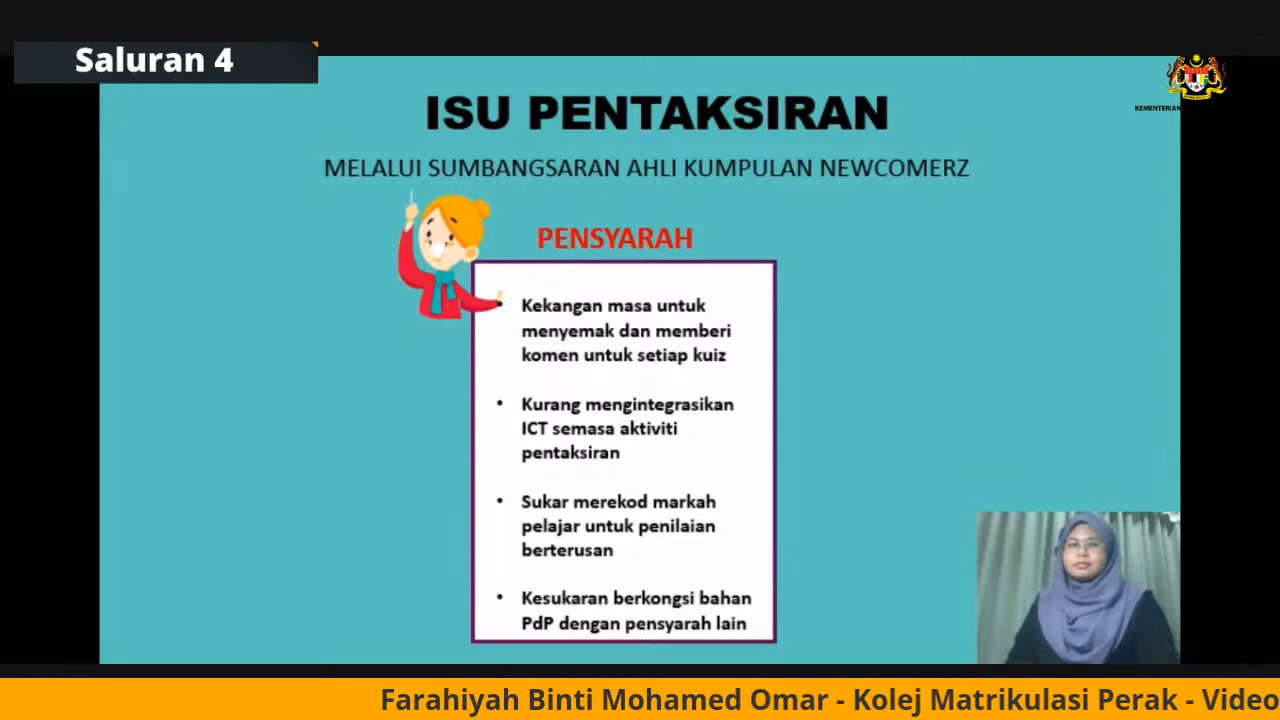 Saluran 4
KEMENTERIAN
ISU PENTAKSIRAN
MELALUI SUMBANGSARAN AHLI KUMPULAN NEWCOMERZ
PENSYARAH
• Kekangan masa untuk
menyemak dan memberi
komen untuk setiap kuiz
• Kurang mengintegrasikan
ICT semasa aktiviti
pentaksiran
• Sukar merekod markah
pelajar untuk penilaian
berterusan
• Kesukaran berkongsi bahan
PdP dengan pensyarah lain
Farahiyah Binti Mohamed Omar - Kolej Matrikulasi Perak - Video